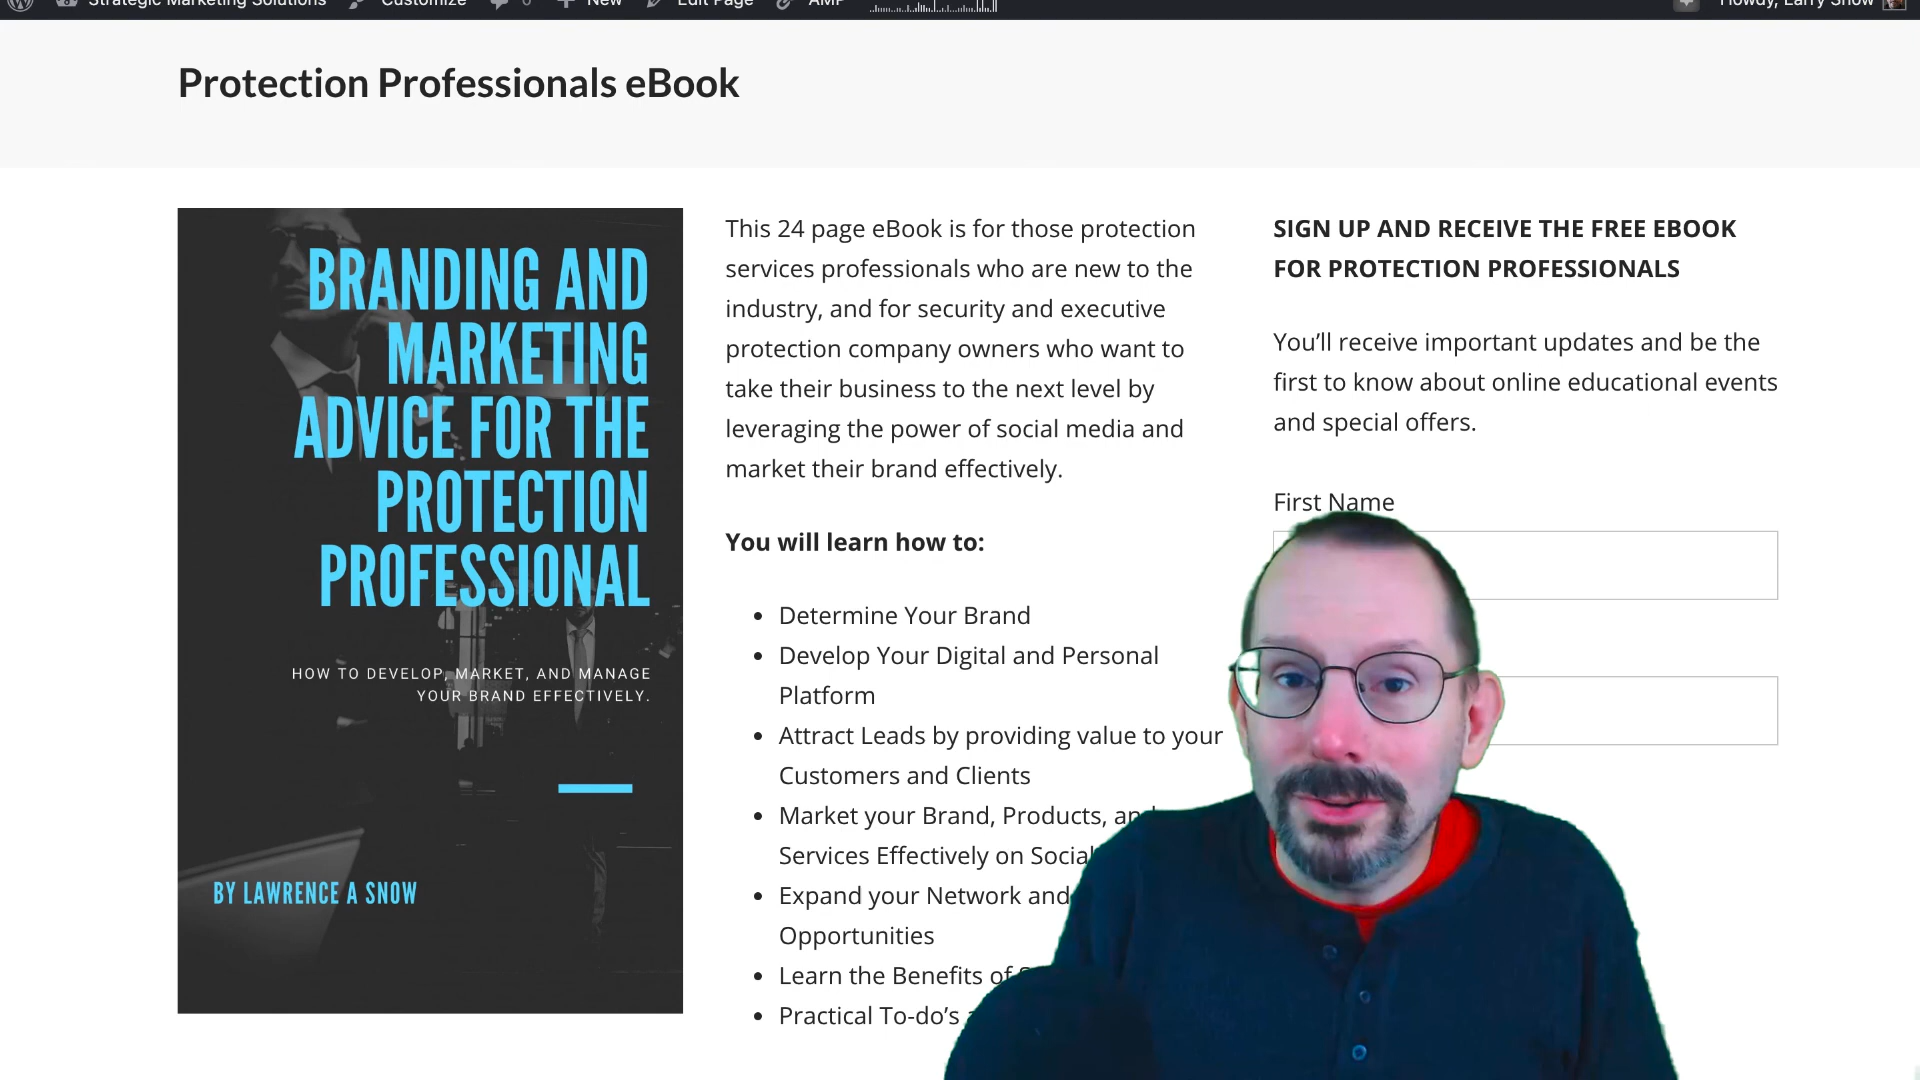 Strategic Marketing Solutions Customize 0 New Edit Page AMP Howdy, Larry Snow
Protection Professionals eBook
BRANDING AND
MARKETING
ADVICE FOR THE
PROTECTION
PROFESSIONAL
HOW TO DEVELOP, MARKET, AND MANAGE
YOUR BRAND EFFECTIVELY.
BY LAWRENCE A SNOW
This 24 page eBook is for those protection
services professionals who are new to the
industry, and for security and executive
protection company owners who want to
take their business to the next level by
leveraging the power of social media and
market their brand effectively.
You will learn how to:
• Determine Your Brand
• Develop Your Digital and Personal
Platform
• Attract Leads by providing value to your
Customers and Clients
• Market your Brand, Products, and
Services Effectively on Social
• Expand your Network and
Opportunities
• Learn the Benefits of
• Practical To-do’s
SIGN UP AND RECEIVE THE FREE EBOOK
FOR PROTECTION PROFESSIONALS
You’ll receive important updates and be the
first to know about online educational events
and special offers.
First Name